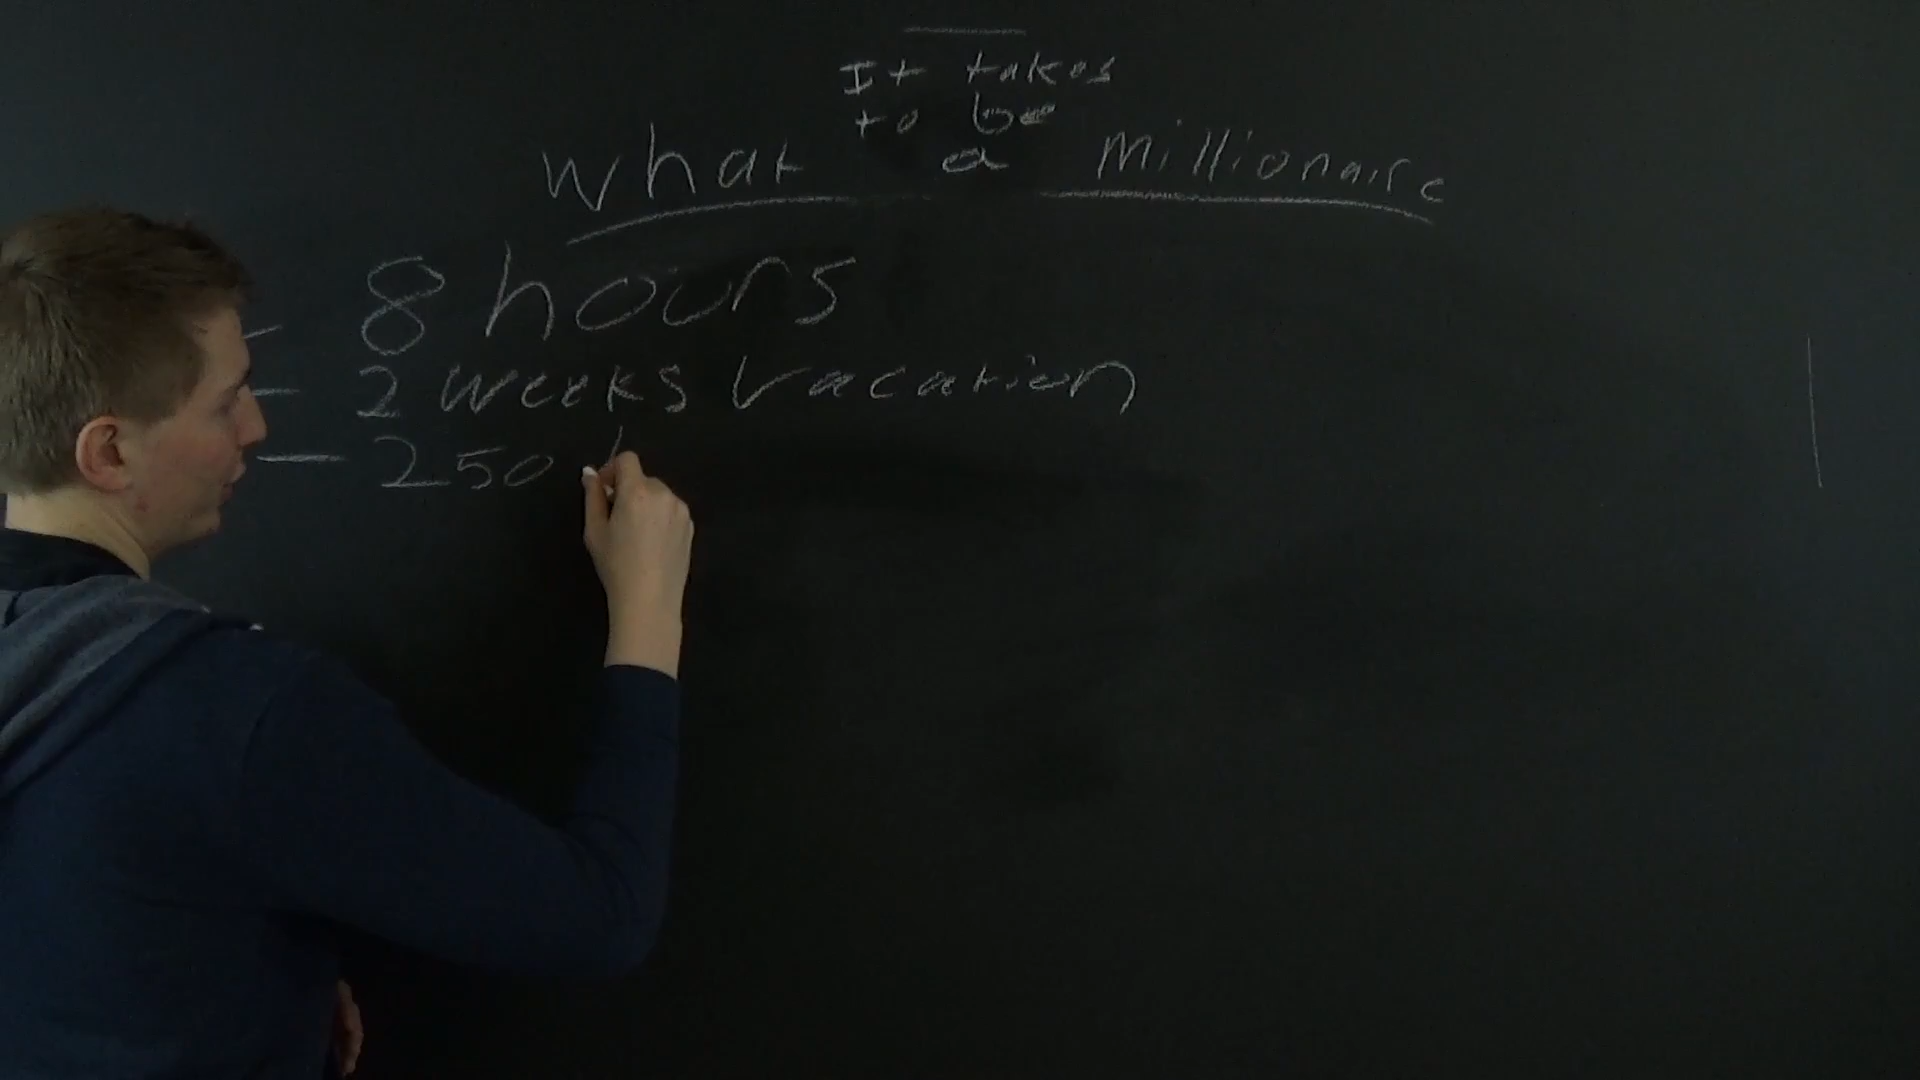 It takes
to be
What a Millionaire
- 8 hours
- 2 weeks vacation
- 250